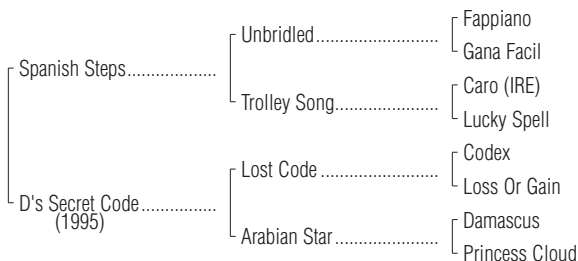 Fappiano
Unbridled
Gana Facil
Spanish Steps
Caro (IRE)
Trolley Song
Lucky Spell
Codex
Lost Code
Loss Or Gain
D's Secret Code
(1995)
Damascus
Arabian Star
Princess Cloud